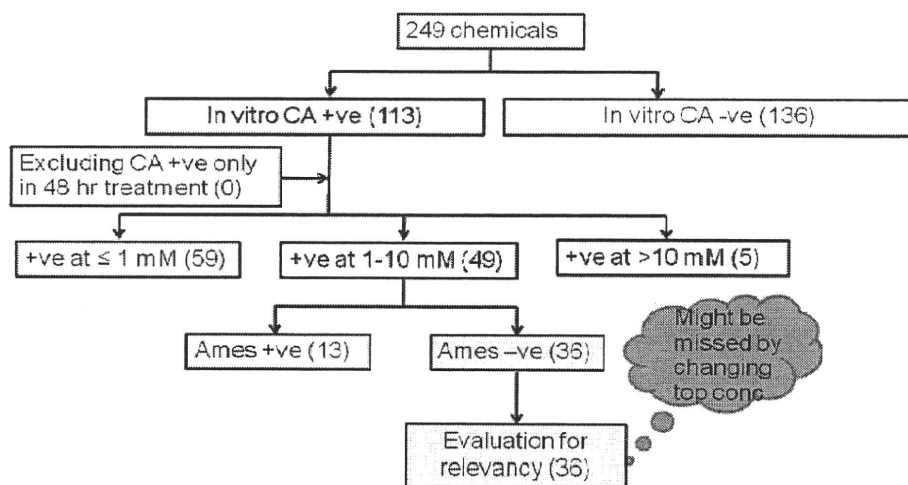 249 chemicals
In vitro CA +ve (113)
In vitro CA -ve (136)
Excluding CA +ve only
in 48 hr treatment (0)
+ve at ≤ 1 mM (59)
+ve at 1-10 mM (49)
+ve at >10 mM (5)
Ames +ve (13)
Ames –ve (36)
Might be
missed by
changing
top conc
Evaluation for
relevancy (36)